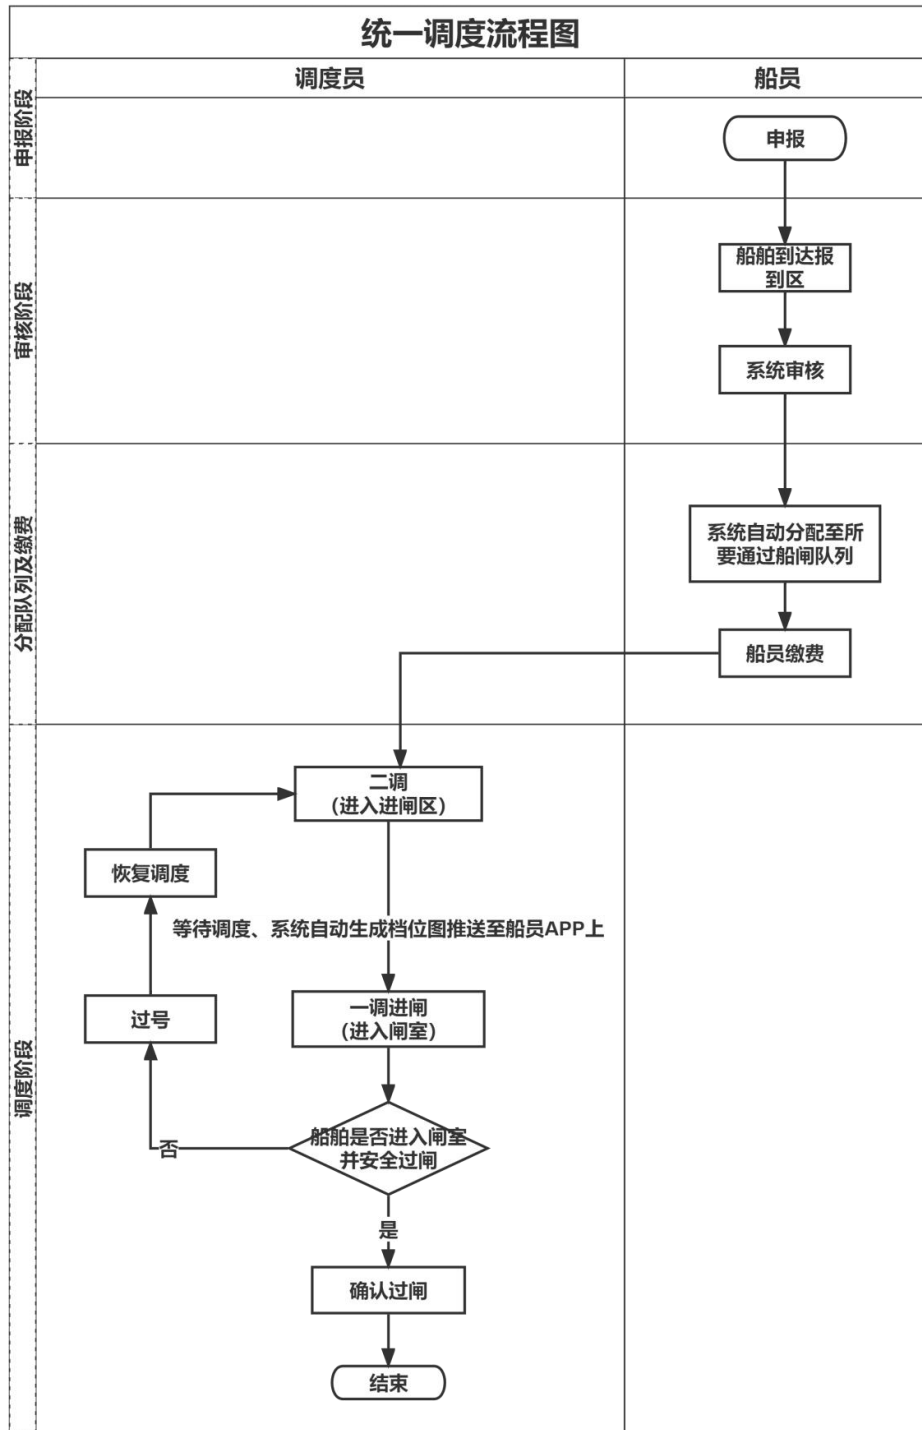 统一调度流程图
调度员
船员
申报阶段
申报
审核阶段
船舶到达报
到区
系统审核
分配队列及缴费
系统自动分配至所
要通过船闸队列
船员缴费
调度阶段
二调
（进入进闸区）
恢复调度
等待调度、系统自动生成档位图推送至船员APP上
过号
一调进闸
（进入闸室）
船舶是否进入闸室
并安全过闸
否
是
确认过闸
结束